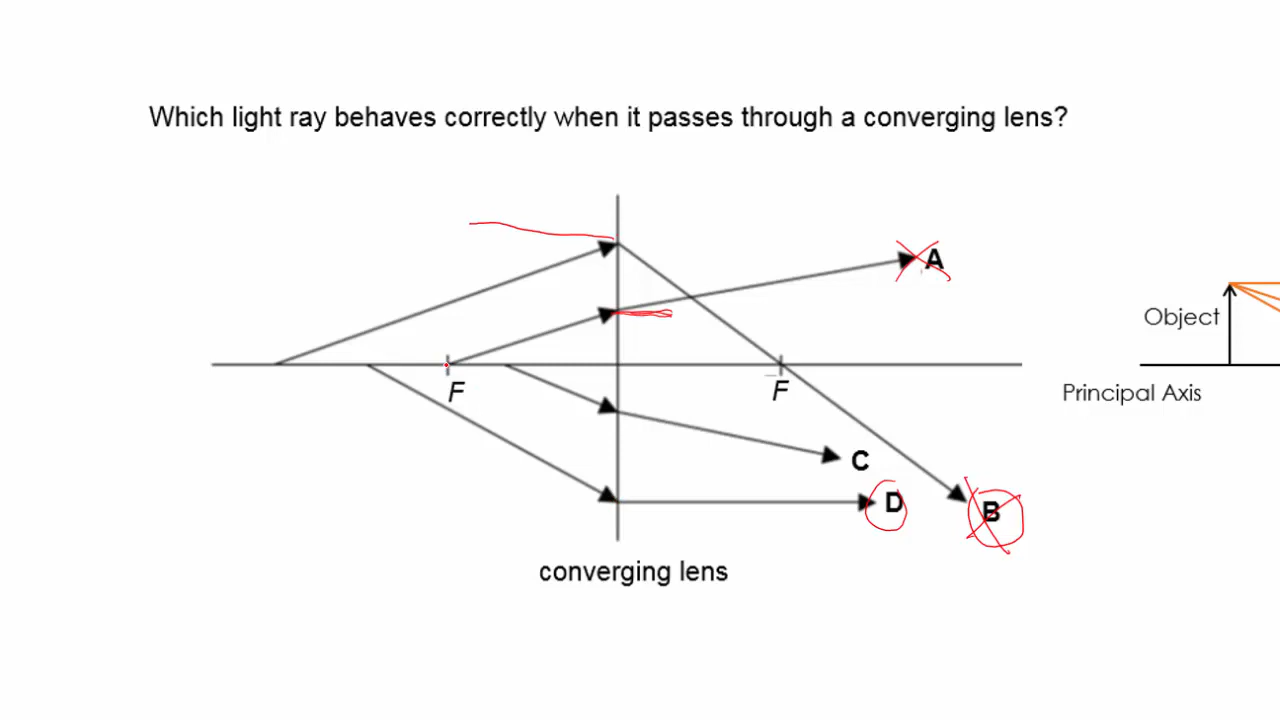 Which light ray behaves correctly when it passes through a converging lens?
A
Object
F
F
Principal Axis
C
D
B
converging lens